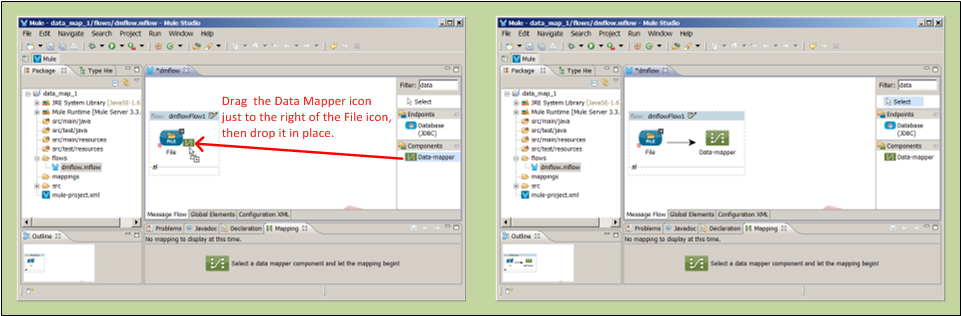 Mule - data_map_1/flows/dmflow.mflow - Mule Studio
File Edit Navigate Search Project Run Window Help
Mule
Package Type Hie
data_map_1
JRE System Library [JavaSE-1.6
Mule Runtime [Mule Server 3.3.
src/main/java
src/test/java
src/main/resources
src/test/resources
flows
dmflow.mflow
mappings
src
mule-project.xml
Outline
*dmflow
flow: dmflowFlow1
FILE
File
Drag the Data Mapper icon
just to the right of the File icon,
then drop it in place.
Filter: data
Select
Endpoints
Database
(JDBC)
Components
Data-mapper
Message Flow Global Elements Configuration XML
Problems Javadoc Declaration Mapping
No mapping to display at this time.
Select a data mapper component and let the mapping begin!
Mule - data_map_1/flows/dmflow.mflow - Mule Studio
File Edit Navigate Search Project Run Window Help
Mule
Package Type Hie
data_map_1
JRE System Library [JavaSE-1.6
Mule Runtime [Mule Server 3.3.
src/main/java
src/test/java
src/main/resources
src/test/resources
flows
dmflow.mflow
mappings
src
mule-project.xml
Outline
*dmflow
flow: dmflowFlow1
FILE
File Data-mapper
Filter: data
Select
Endpoints
Database
(JDBC)
Components
Data-mapper
Message Flow Global Elements Configuration XML
Problems Javadoc Declaration Mapping
No mapping to display at this time.
Select a data mapper component and let the mapping begin!